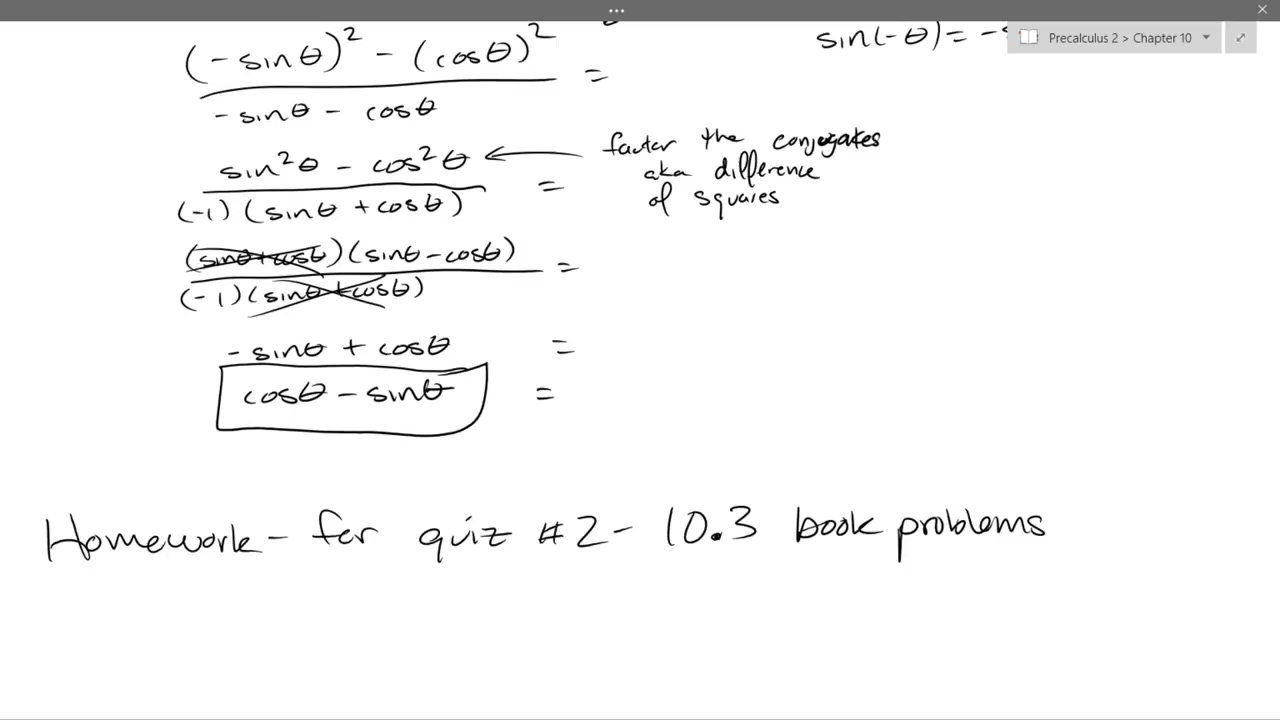 (-sinθ)² - (cosθ)²
-sinθ - cosθ
=
sin(-θ) = -
Precalculus 2 > Chapter 10
sin²θ - cos²θ
(-1)(sinθ + cosθ)
=
factor the conjugates
aka difference
of squares
(sinθ+cosθ)(sinθ-cosθ)
(-1)(sinθ+cosθ)
=
-sinθ + cosθ =
cosθ - sinθ =
Homework - for quiz #2 - 10.3 book problems